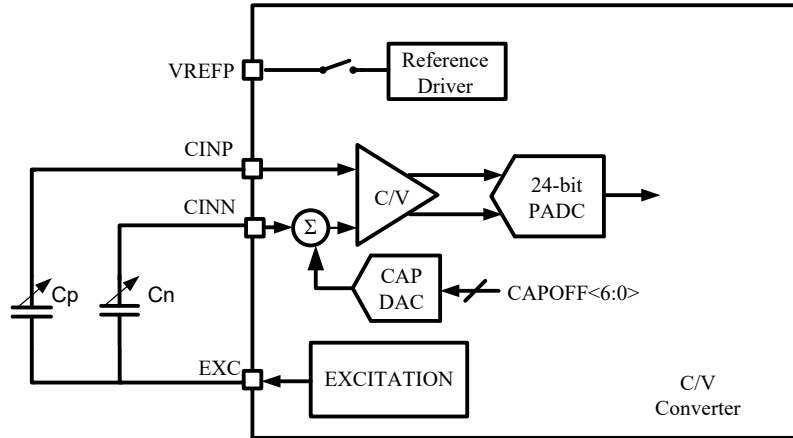 VREFP
Reference
Driver
CINP
CINN
C/V
24-bit
PADC
Σ
CAP
DAC
CAPOFF<6:0>
Cp
Cn
EXC
EXCITATION
C/V
Converter